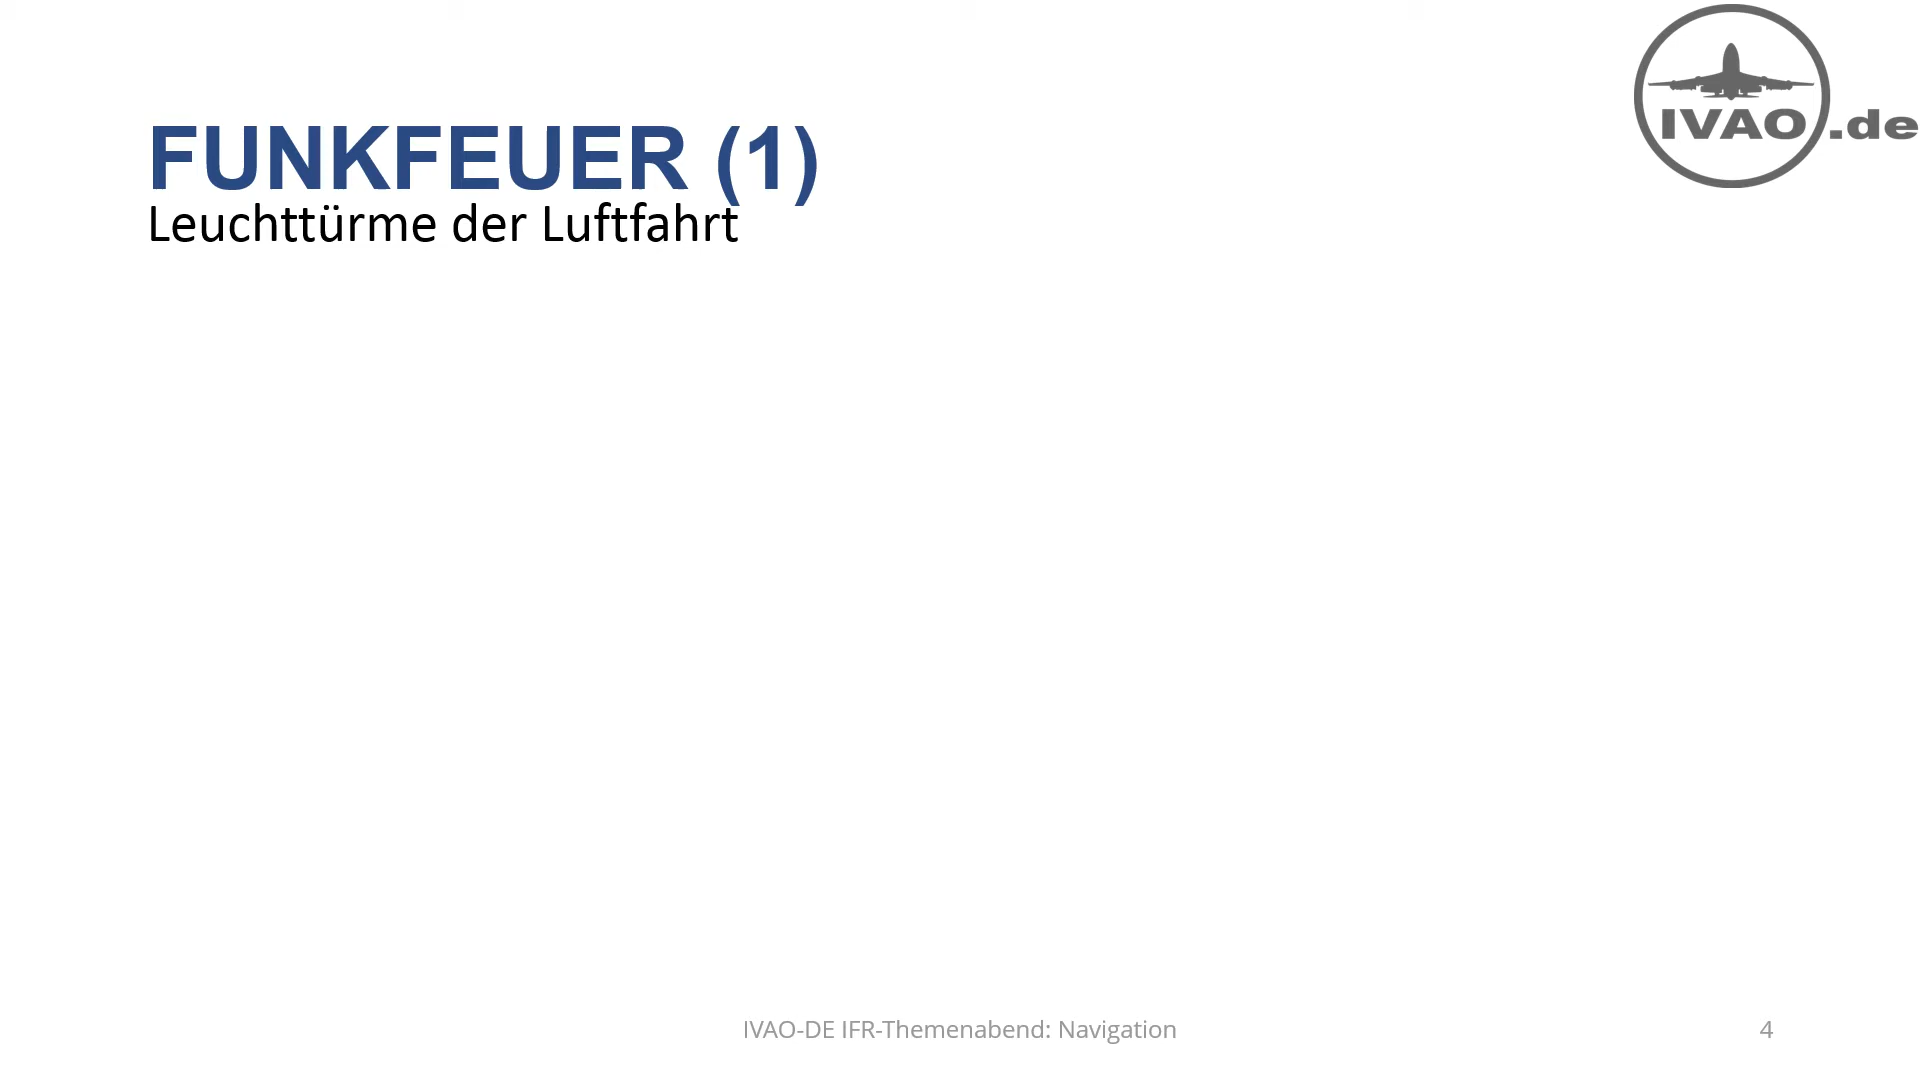 IVAO.de
FUNKFEUER (1)
Leuchttürme der Luftfahrt
IVAO-DE IFR-Themenabend: Navigation
4